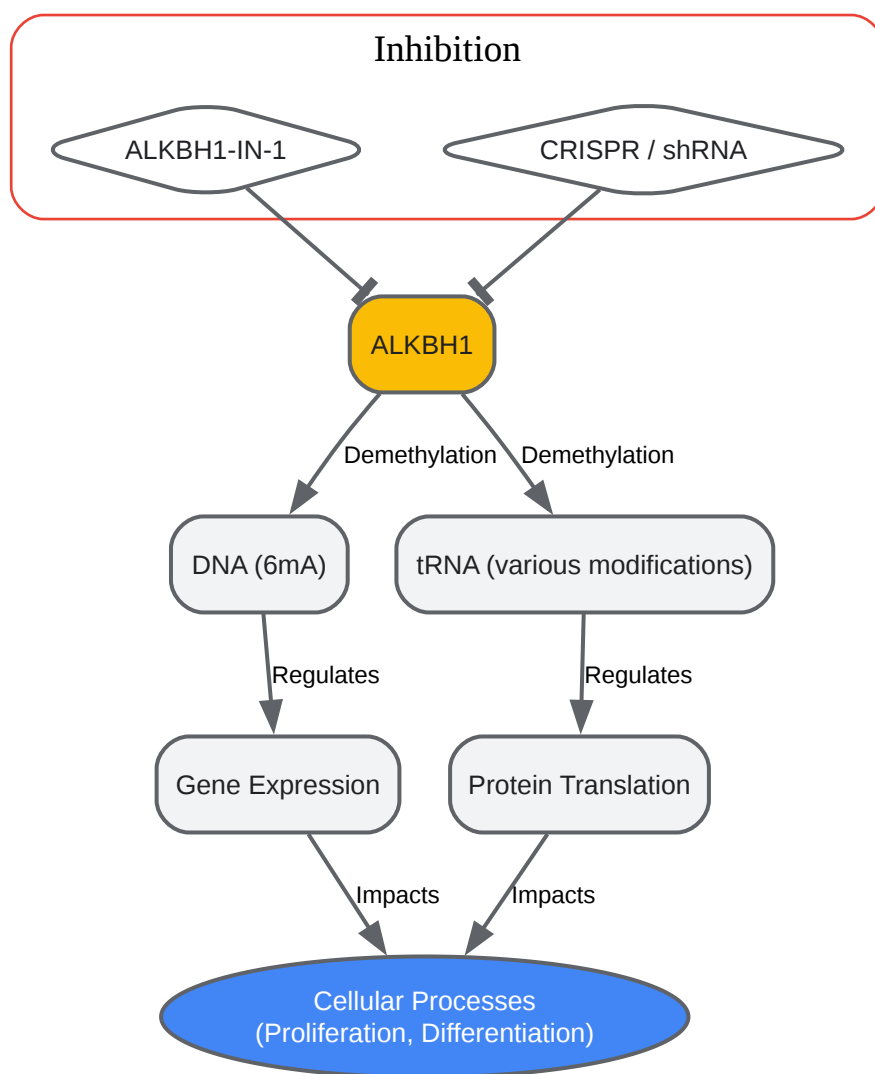 Inhibition
ALKBH1-IN-1
CRISPR / shRNA
ALKBH1
Demethylation
Demethylation
DNA (6mA)
tRNA (various modifications)
Regulates
Regulates
Gene Expression
Protein Translation
Impacts
Impacts
Cellular Processes
(Proliferation, Differentiation)